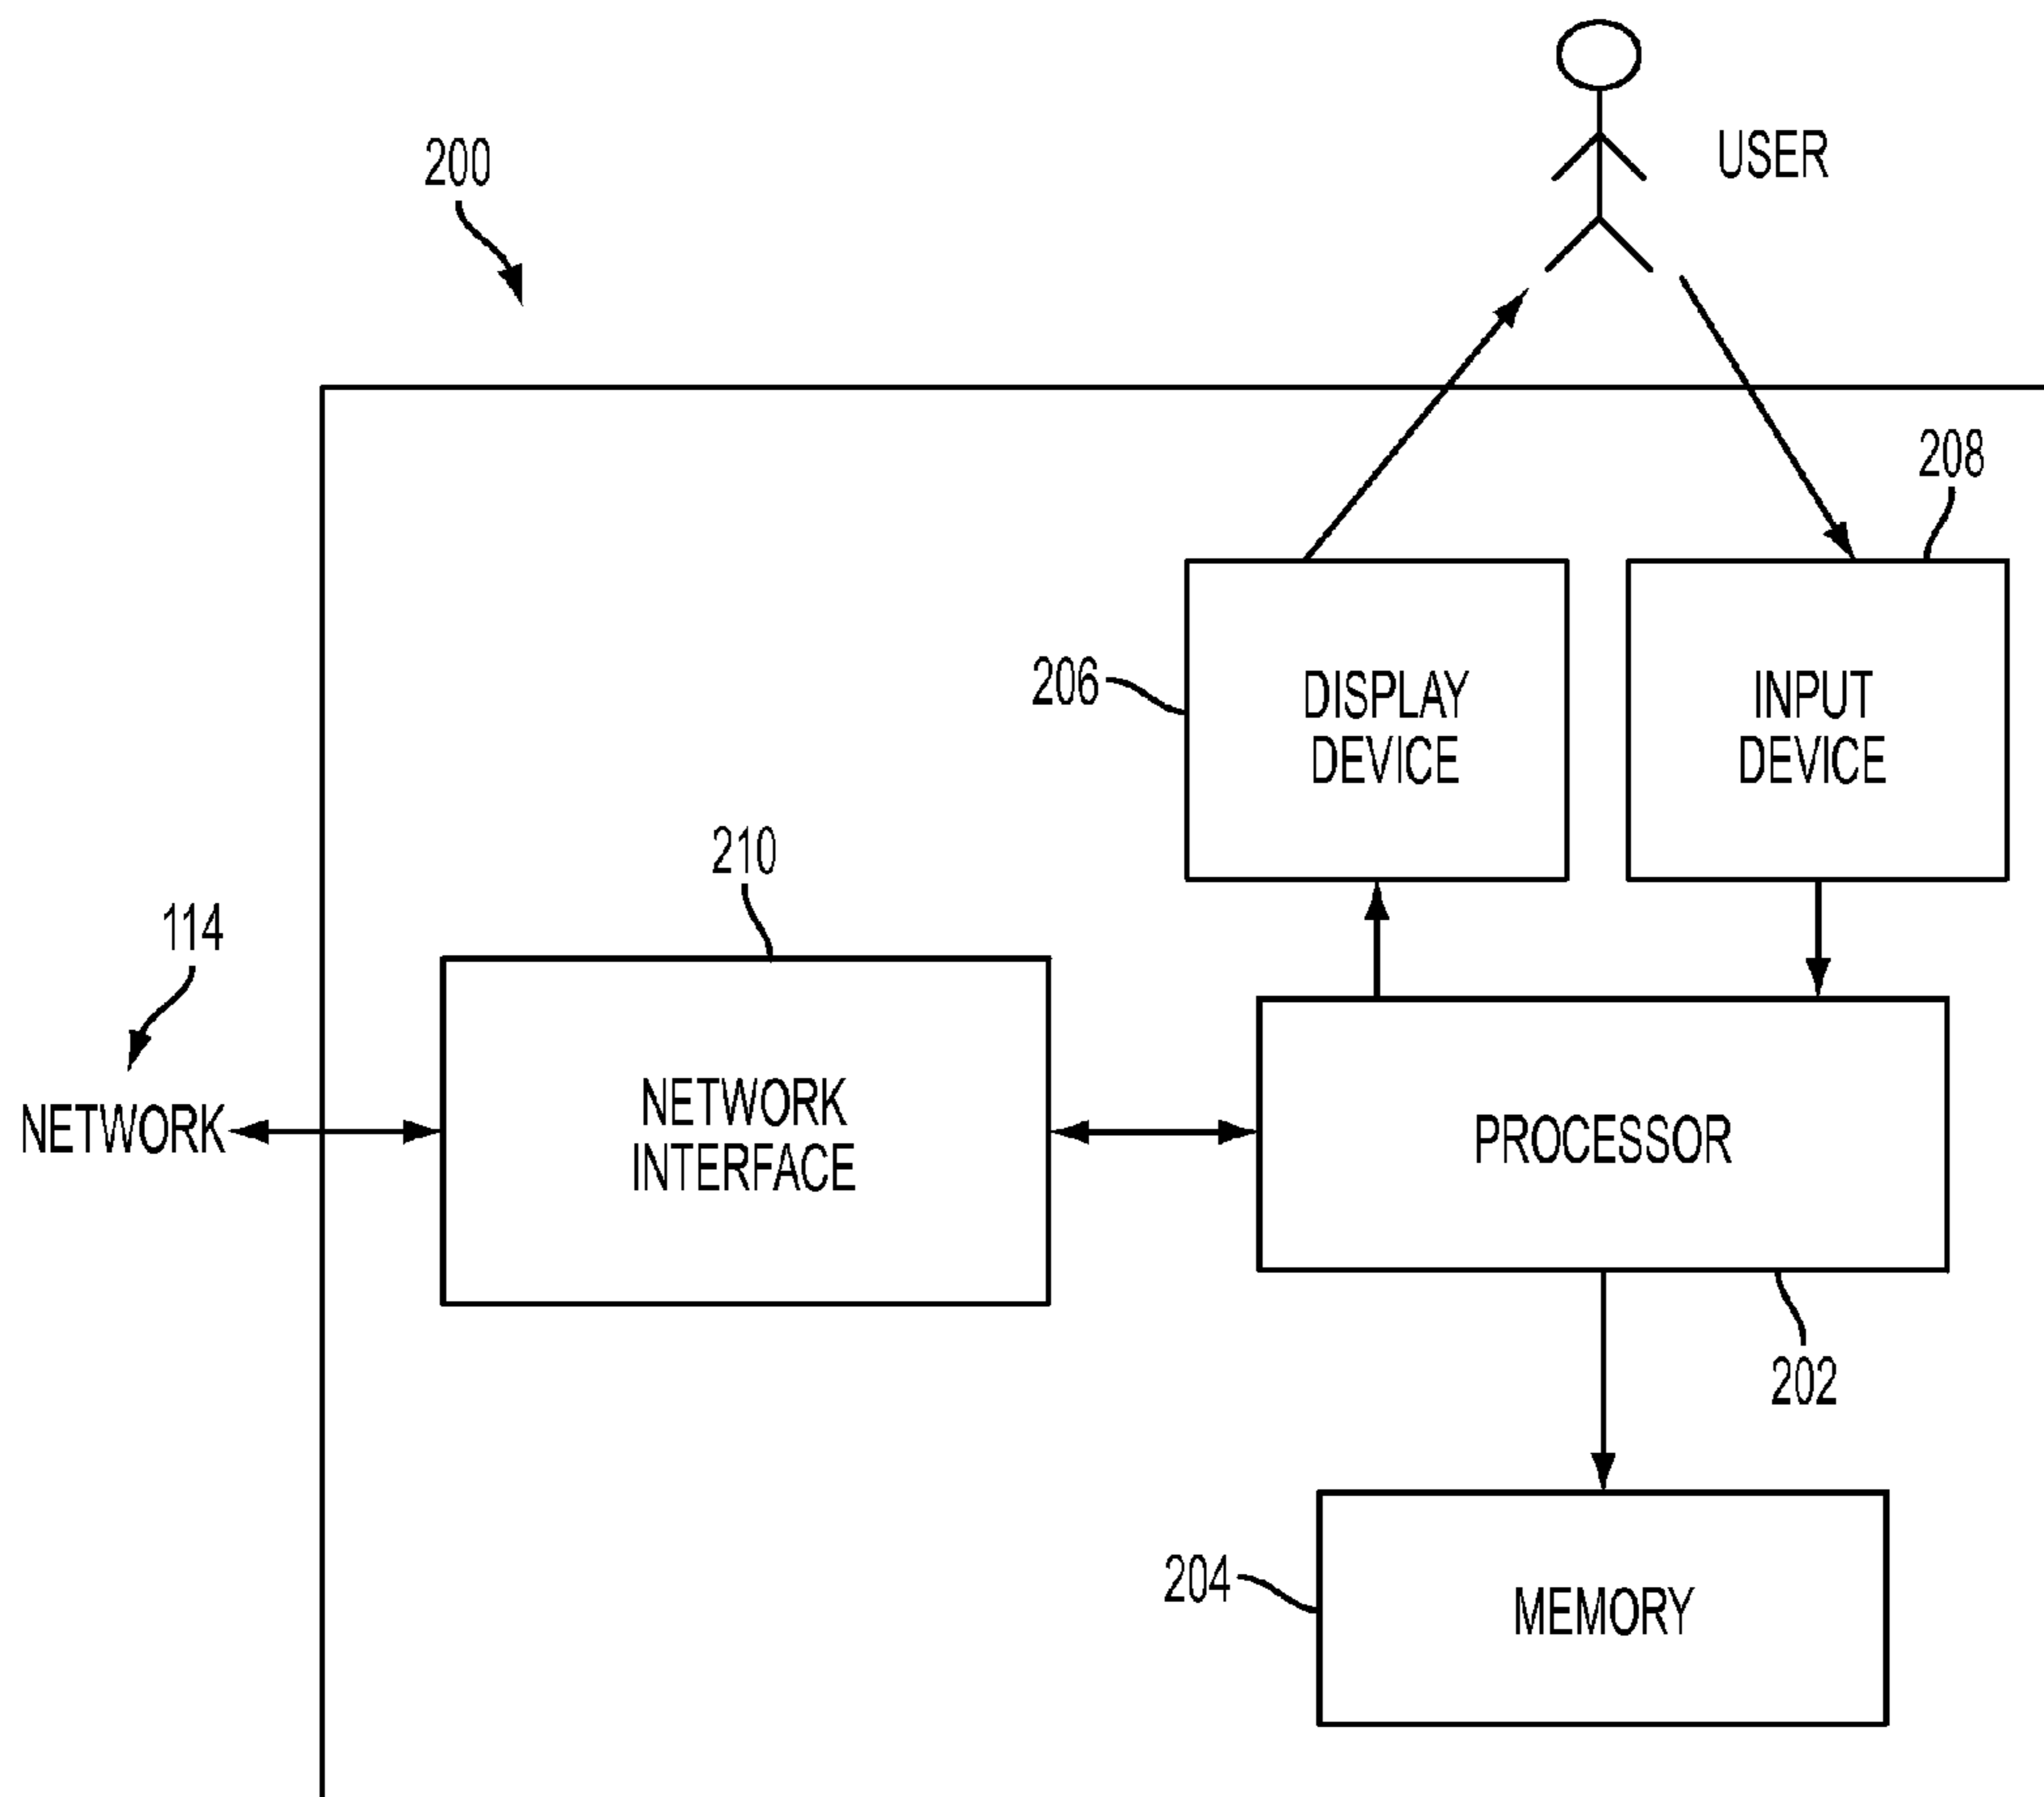 USER
200
208
206
DISPLAY
DEVICE
INPUT
DEVICE
210
114
NETWORK
NETWORK
INTERFACE
PROCESSOR
202
204
MEMORY